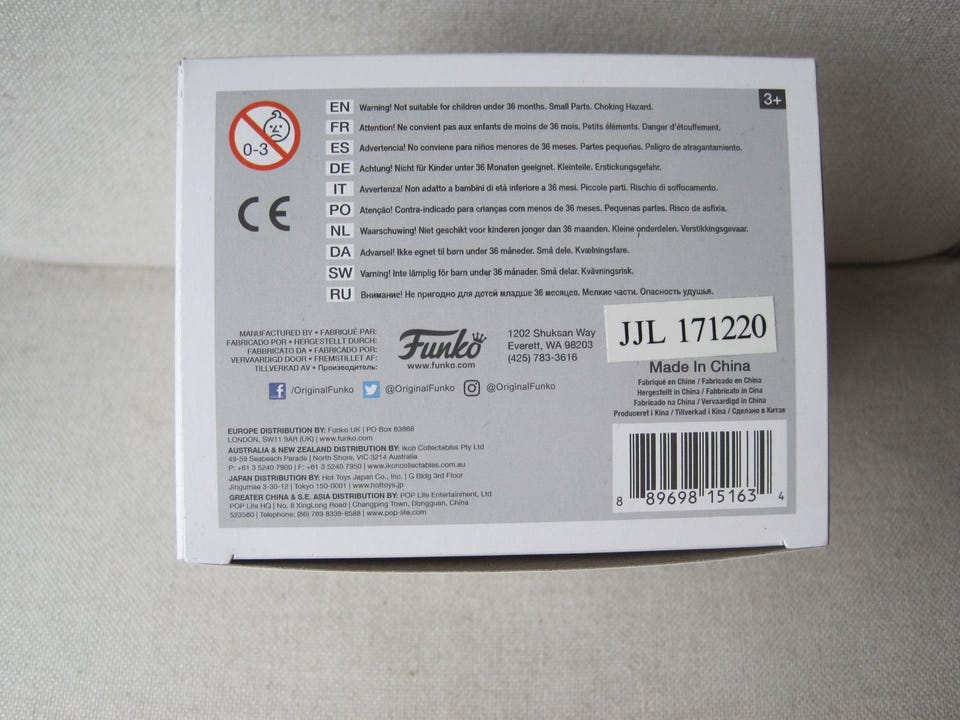 3+
0-3
EN Warning! Not suitable for children under 36 months. Small Parts. Choking Hazard.
FR Attention! Ne convient pas aux enfants de moins de 36 mois. Petits éléments. Danger d'étouffement.
ES Advertencia! No conviene para niños menores de 36 meses. Partes pequeñas. Peligro de atragantamiento.
DE Achtung! Nicht für Kinder unter 36 Monaten geeignet. Kleinteile. Erstickungsgefahr.
IT Avvertenza! Non adatto a bambini di età inferiore a 36 mesi. Piccole parti. Rischio di soffocamento.
PO Atenção! Contra-indicado para crianças com menos de 36 meses. Pequenas partes. Risco de asfixia.
NL Waarschuwing! Niet geschikt voor kinderen jonger dan 36 maanden. Kleine onderdelen. Verstikkingsgevaar.
DA Advarsel! Ikke egnet til børn under 36 måneder. Små dele. Kvælningsfare.
SW Varning! Inte lämplig för barn under 36 månader. Små delar. Kvävningsrisk.
RU Внимание! Не пригодно для детей младше 36 месяцев. Мелкие части. Опасность удушья.
CE
MANUFACTURED BY • FABRIQUÉ PAR:
FABRICADO POR • HERGESTELLT DURCH:
FABBRICATO DA • FABRICADO POR:
VERVAARDIGD DOOR • FREMSTILLET AF:
TILLVERKAD AV • Производитель:
Funko
www.funko.com
1202 Shuksan Way
Everett, WA 98203
(425) 783-3616
JJL 171220
Made In China
Fabriqué en Chine / Fabricado en China
Hergestellt in China / Fabbricato in Cina
Fabricado na China / Vervaardigd in China
Produceret i Kina / Tillverkad i Kina / Сделано в Китае
/OriginalFunko @OriginalFunko @OriginalFunko
EUROPE DISTRIBUTION BY: Funko UK | PO Box 63668
LONDON, SW11 9AR (UK) | www.funko.com
AUSTRALIA & NEW ZEALAND DISTRIBUTION BY: Ikon Collectables Pty Ltd
49-59 Seabeach Parade | North Shore, VIC 3214 Australia
P: +61 3 5240 7900 | F: +61 3 5240 7950 | www.ikoncollectables.com.au
JAPAN DISTRIBUTION BY: Hot Toys Japan Co., Inc. | G Bldg 3rd Floor
Jingumae 3-30-12 | Tokyo 150-0001 | www.hottoys.jp
GREATER CHINA & S.E. ASIA DISTRIBUTION BY: POP Life Entertainment, Ltd
POP Life HQ | No. 6 XingLong Road | Changping Town, Dongguan, China
523560 | Telephone: (86) 769 8339-8588 | www.pop-life.com
8 89698 15163 4